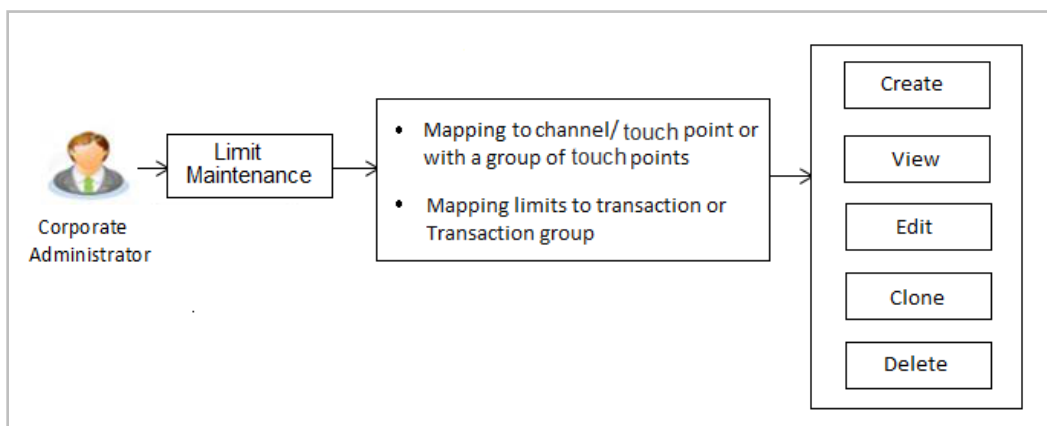 Corporate
Administrator
Limit
Maintenance
• Mapping to channel/ touch point or
with a group of touch points
• Mapping limits to transaction or
Transaction group
Create
View
Edit
Clone
Delete